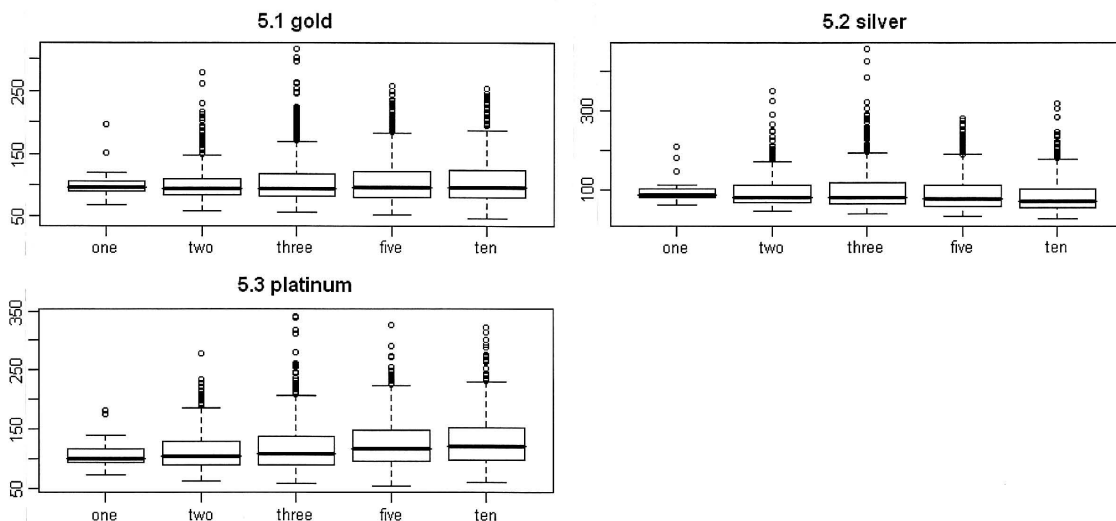 5.1 gold
250
150
50
one two three five ten
5.2 silver
300
100
one two three five ten
5.3 platinum
350
250
150
50
one two three five ten